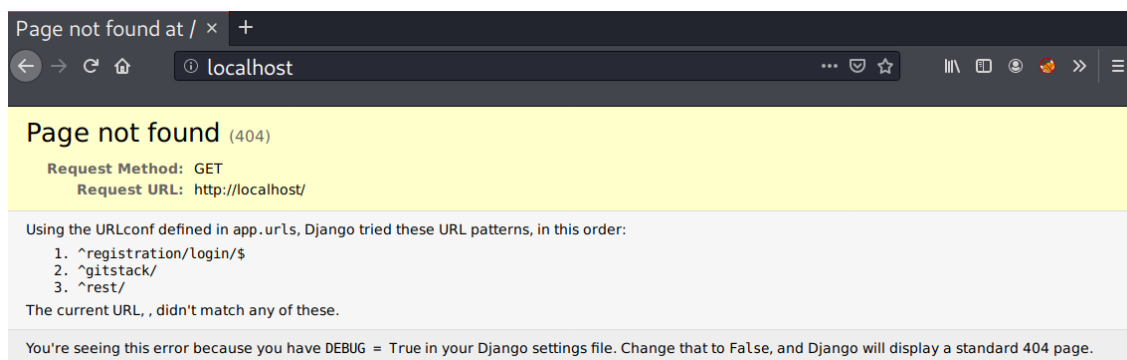 Page not found at / × +
localhost
Page not found (404)
Request Method: GET
Request URL: http://localhost/
Using the URLconf defined in app.urls, Django tried these URL patterns, in this order:
1. ^registration/login/$
2. ^gitstack/
3. ^rest/
The current URL, , didn't match any of these.
You're seeing this error because you have DEBUG = True in your Django settings file. Change that to False, and Django will display a standard 404 page.